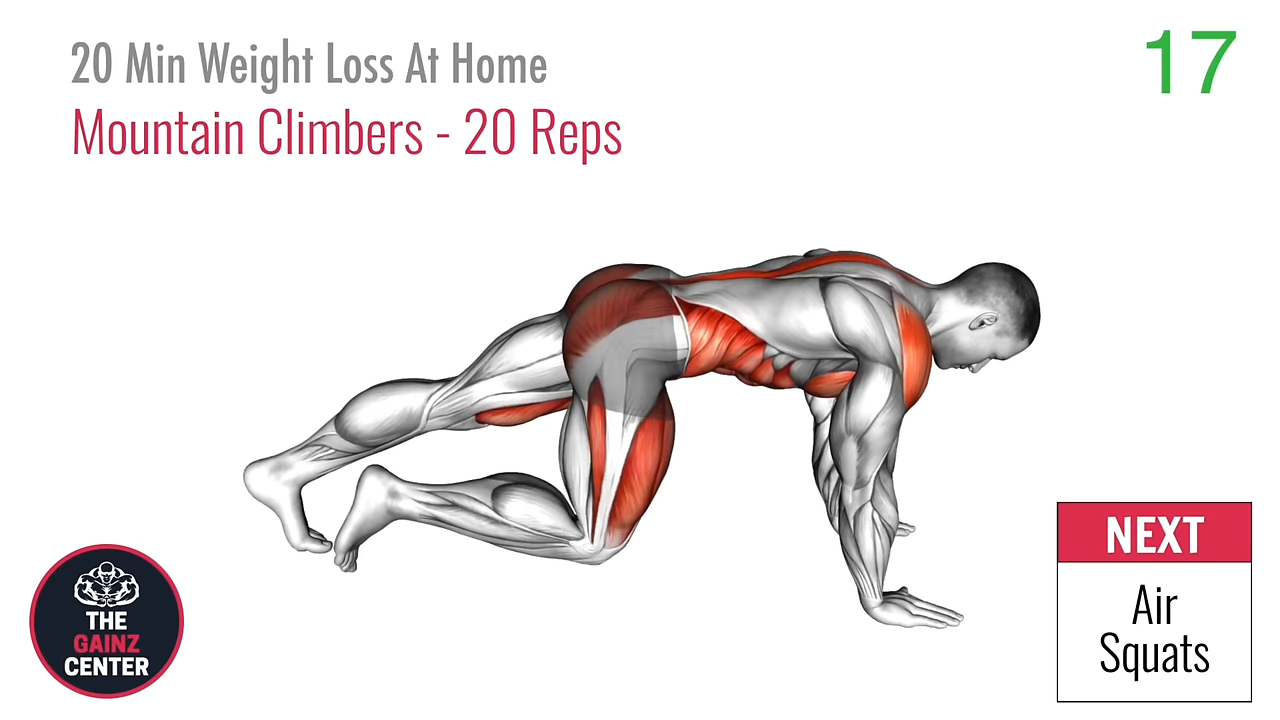 20 Min Weight Loss At Home
Mountain Climbers - 20 Reps
17
THE
GAINZ
CENTER
NEXT
Air
Squats